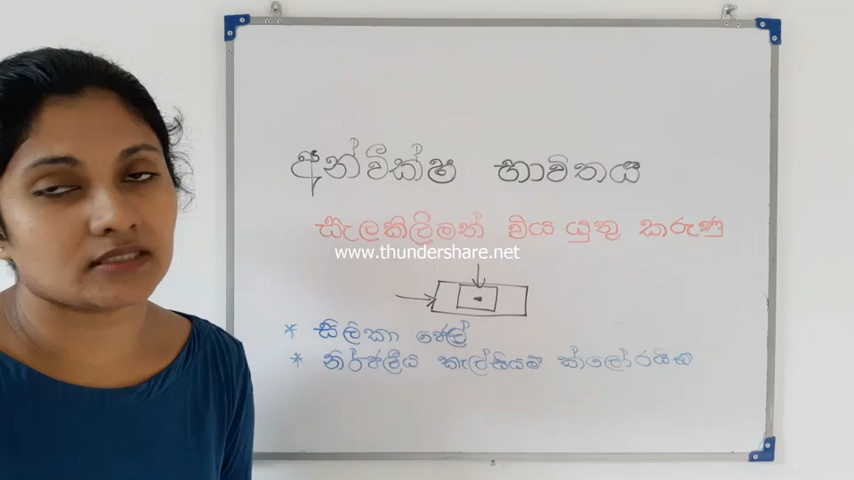 අන්වීක්ෂ භාවිතය
සැලකිලිමත් විය යුතු කරුණු
www.thundershare.net
* සිලිකා ජෙල්
* නිර්ජලීය කැල්සියම් ක්ලෝරයිඩ්